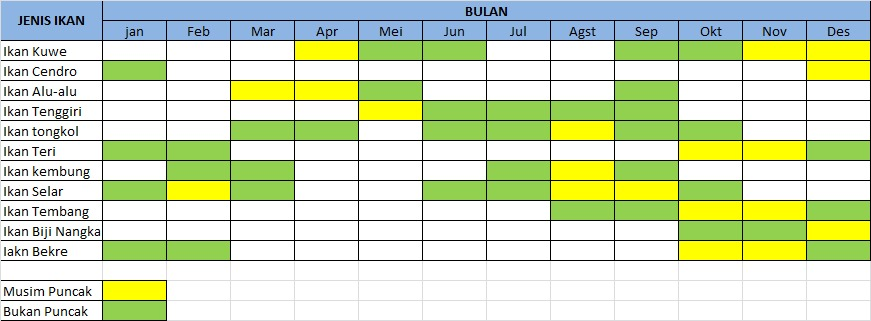 JENIS IKAN BULAN
jan Feb Mar Apr Mei Jun Jul Agst Sep Okt Nov Des
Ikan Kuwe
Ikan Cendro
Ikan Alu-alu
Ikan Tenggiri
Ikan tongkol
Ikan Teri
Ikan kembung
Ikan Selar
Ikan Tembang
Ikan Biji Nangka
Iakn Bekre
Musim Puncak
Bukan Puncak